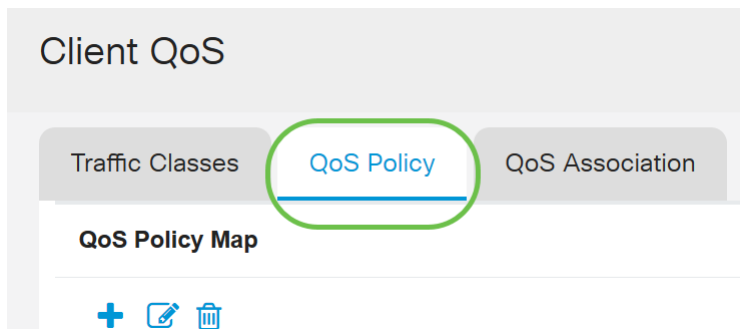 Client QoS
Traffic Classes QoS Policy QoS Association
QoS Policy Map